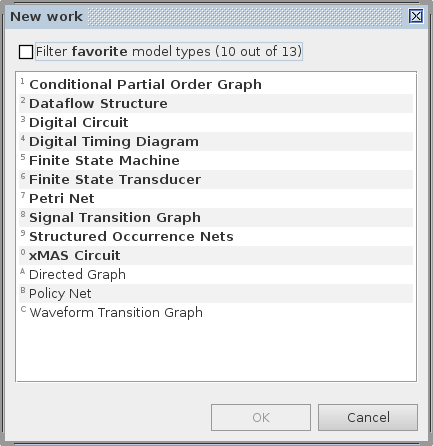 New work
Filter favorite model types (10 out of 13)
1 Conditional Partial Order Graph
2 Dataflow Structure
3 Digital Circuit
4 Digital Timing Diagram
5 Finite State Machine
6 Finite State Transducer
7 Petri Net
8 Signal Transition Graph
9 Structured Occurrence Nets
0 xMAS Circuit
A Directed Graph
B Policy Net
C Waveform Transition Graph
OK Cancel